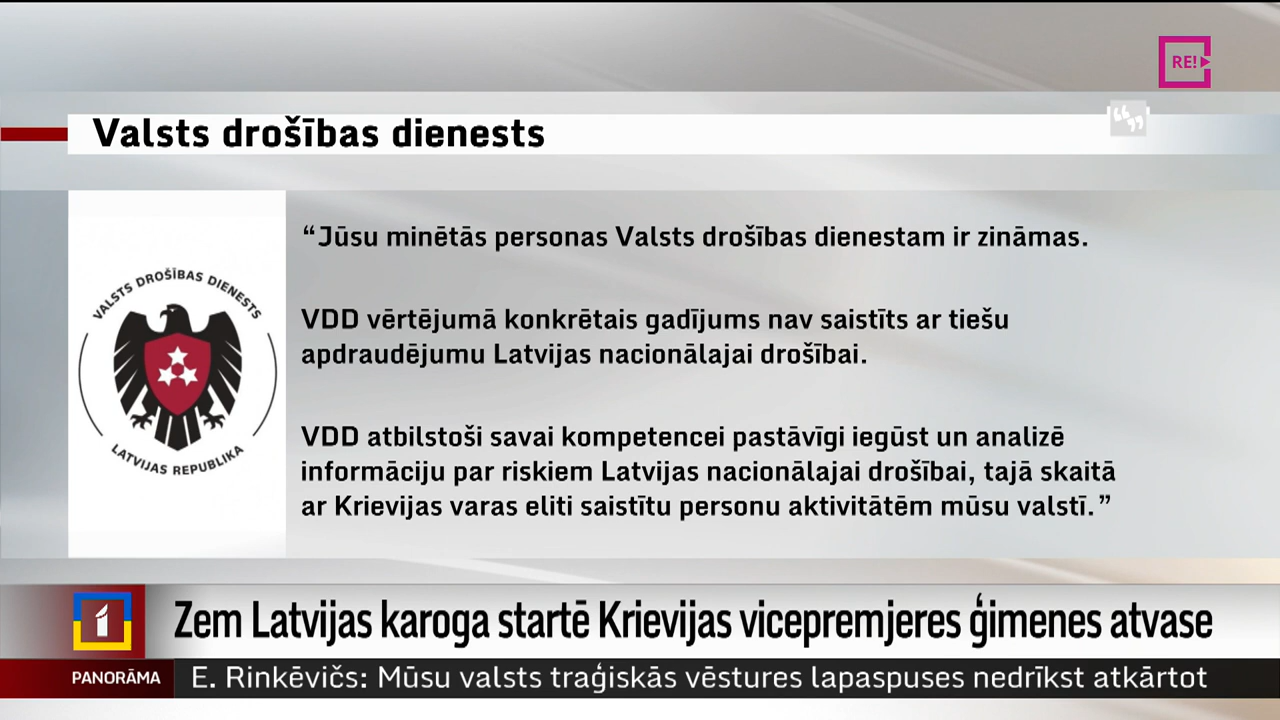 RE!
Valsts drošības dienests
VALSTS DROŠĪBAS DIENESTS
LATVIJAS REPUBLIKA
“Jūsu minētās personas Valsts drošības dienestam ir zināmas.
VDD vērtējumā konkrētais gadījums nav saistīts ar tiešu
apdraudējumu Latvijas nacionālajai drošībai.
VDD atbilstoši savai kompetencei pastāvīgi iegūst un analizē
informāciju par riskiem Latvijas nacionālajai drošībai, tajā skaitā
ar Krievijas varas eliti saistītu personu aktivitātēm mūsu valstī.”
1
Zem Latvijas karoga startē Krievijas vicepremjeres ģimenes atvase
PANORĀMA
E. Rinkēvičs: Mūsu valsts traģiskās vēstures lapaspuses nedrīkst atkārtot